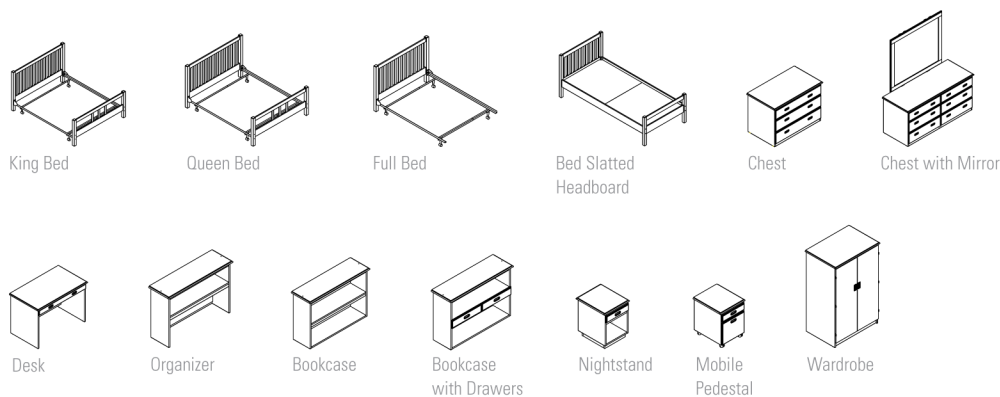 King Bed
Queen Bed
Full Bed
Bed Slatted
Headboard
Chest
Chest with Mirror
Desk
Organizer
Bookcase
Bookcase
with Drawers
Nightstand
Mobile
Pedestal
Wardrobe